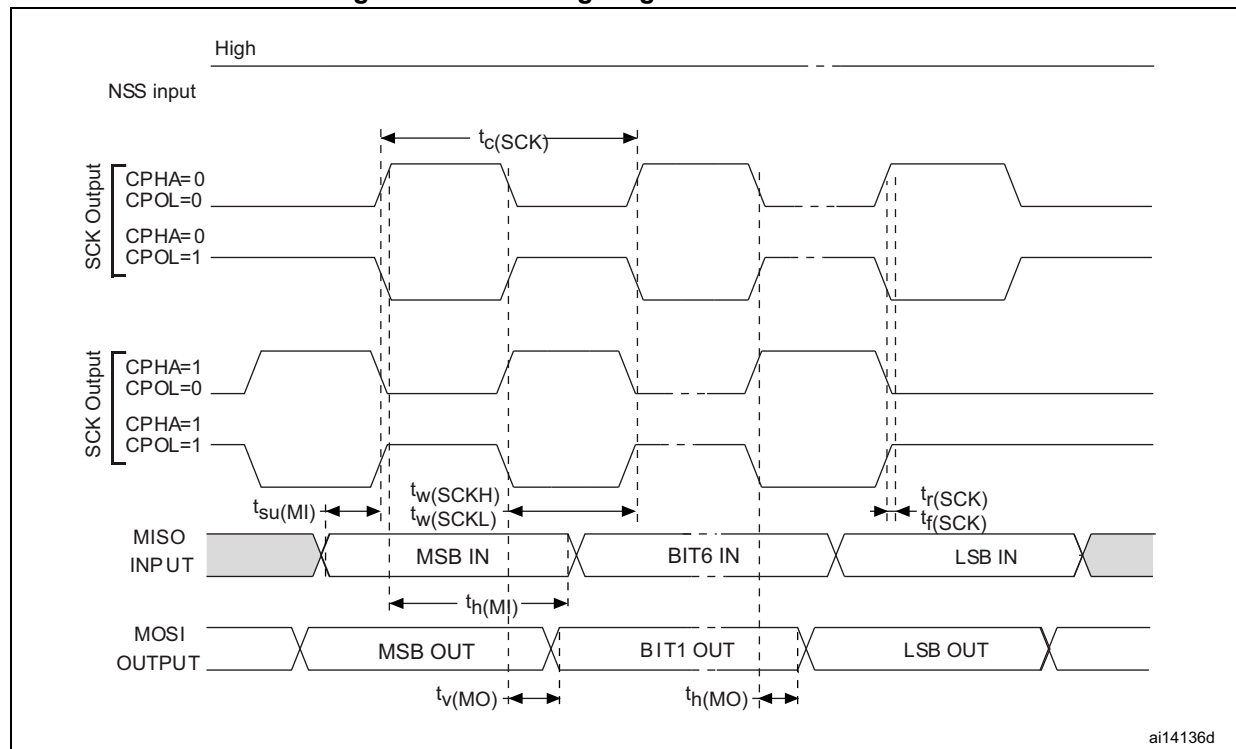 High
NSS input
tc(SCK)
SCK Output
CPHA=0
CPOL=0
CPHA=0
CPOL=1
SCK Output
CPHA=1
CPOL=0
CPHA=1
CPOL=1
tsu(MI)
tw(SCKH)
tw(SCKL)
tr(SCK)
tf(SCK)
MISO
INPUT
MSB IN
BIT6 IN
LSB IN
th(MI)
MOSI
OUTPUT
MSB OUT
BIT1 OUT
LSB OUT
tv(MO)
th(MO)
ai14136d